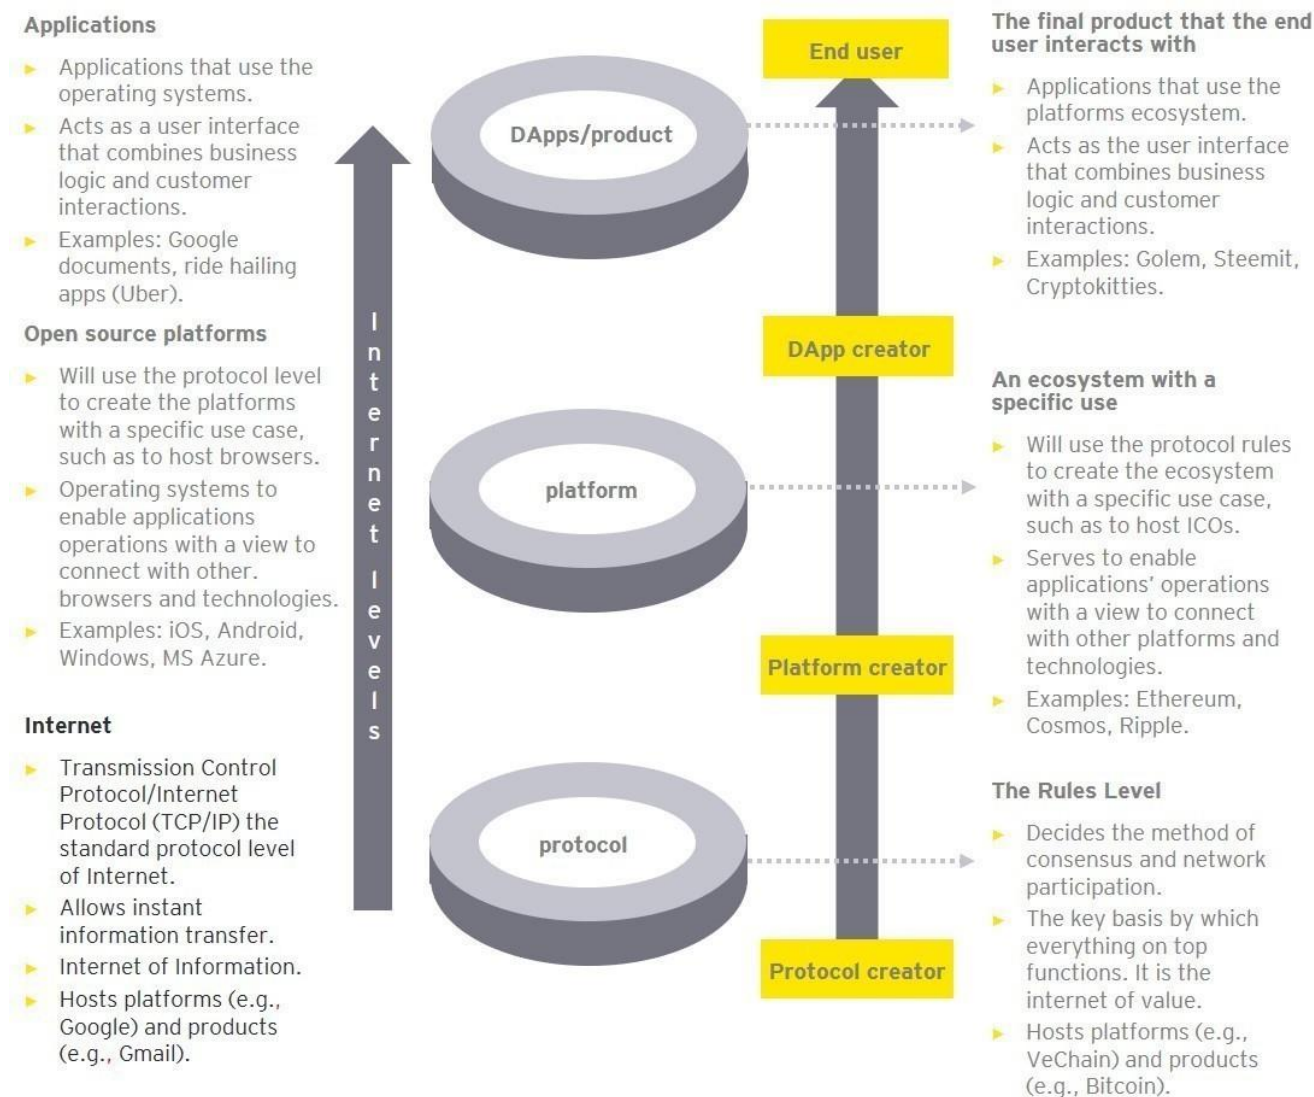 Applications
► Applications that use the
operating systems.
► Acts as a user interface
that combines business
logic and customer
interactions.
► Examples: Google
documents, ride hailing
apps (Uber).
Open source platforms
► Will use the protocol level
to create the platforms
with a specific use case,
such as to host browsers.
► Operating systems to
enable applications
operations with a view to
connect with other.
browsers and technologies.
► Examples: iOS, Android,
Windows, MS Azure.
Internet
► Transmission Control
Protocol/Internet
Protocol (TCP/IP) the
standard protocol level
of Internet.
► Allows instant
information transfer.
► Internet of Information.
► Hosts platforms (e.g.,
Google) and products
(e.g., Gmail).
Internet levels
DApps/product
platform
protocol
End user
DApp creator
Platform creator
Protocol creator
The final product that the end
user interacts with
► Applications that use the
platforms ecosystem.
► Acts as the user interface
that combines business
logic and customer
interactions.
► Examples: Golem, Steemit,
Cryptokitties.
An ecosystem with a
specific use
► Will use the protocol rules
to create the ecosystem
with a specific use case,
such as to host ICOs.
► Serves to enable
applications’ operations
with a view to connect
with other platforms and
technologies.
► Examples: Ethereum,
Cosmos, Ripple.
The Rules Level
► Decides the method of
consensus and network
participation.
► The key basis by which
everything on top
functions. It is the
internet of value.
► Hosts platforms (e.g.,
VeChain) and products
(e.g., Bitcoin).